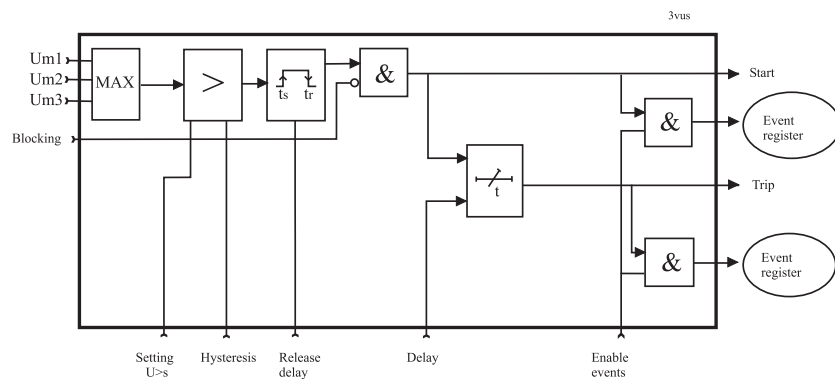 3vus
Um1
Um2
Um3
MAX
>
ts
tr
&
Start
Blocking
&
Event
register
t
Trip
&
Event
register
Setting
U>s
Hysteresis
Release
delay
Delay
Enable
events